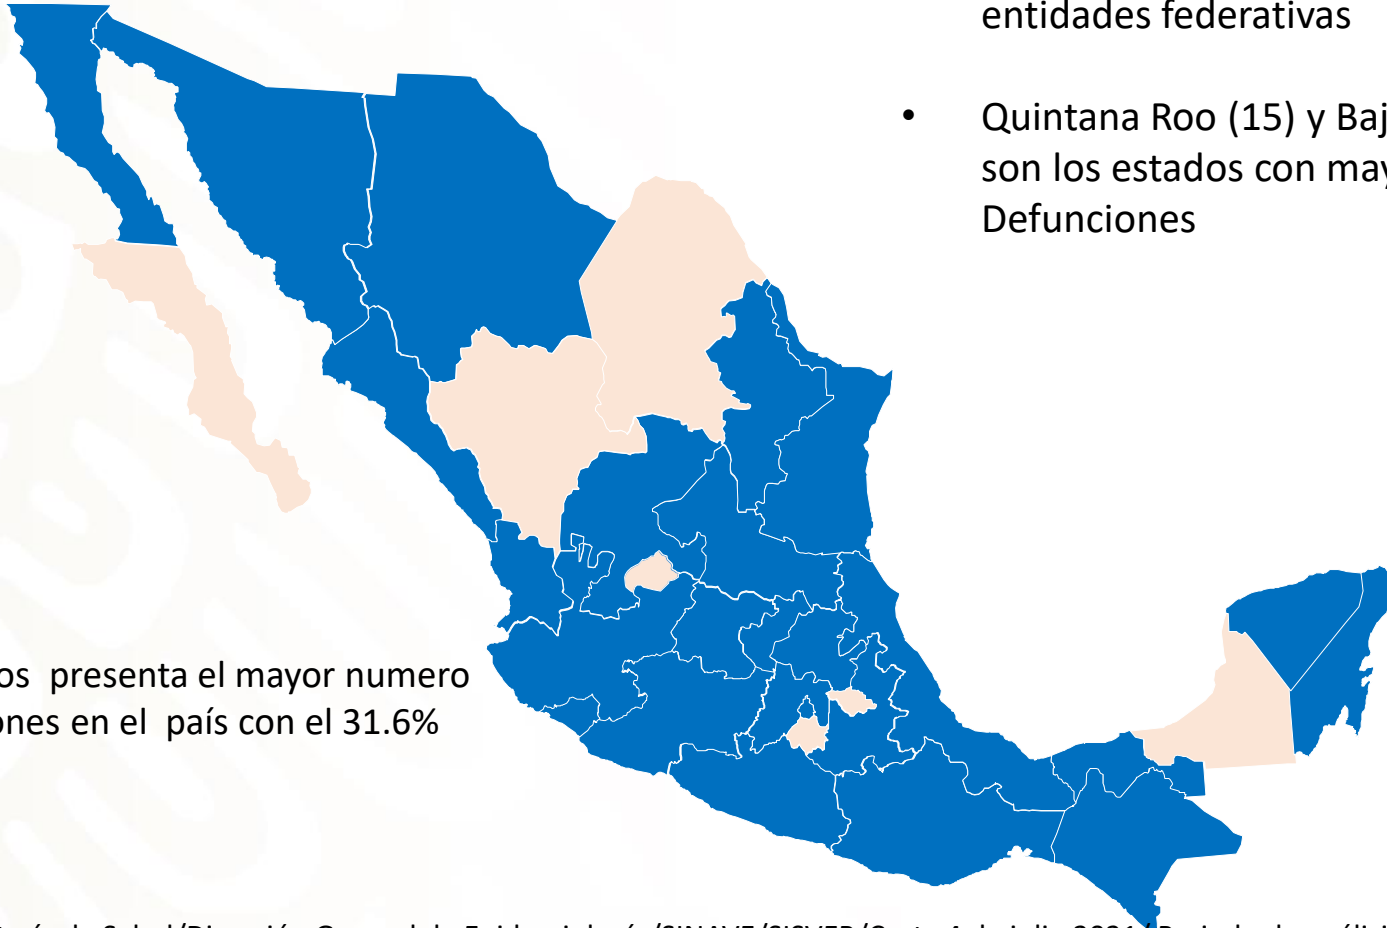 entidades federativas
• Quintana Roo (15) y Baj
son los estados con may
Defunciones
os presenta el mayor numero
ones en el país con el 31.6%